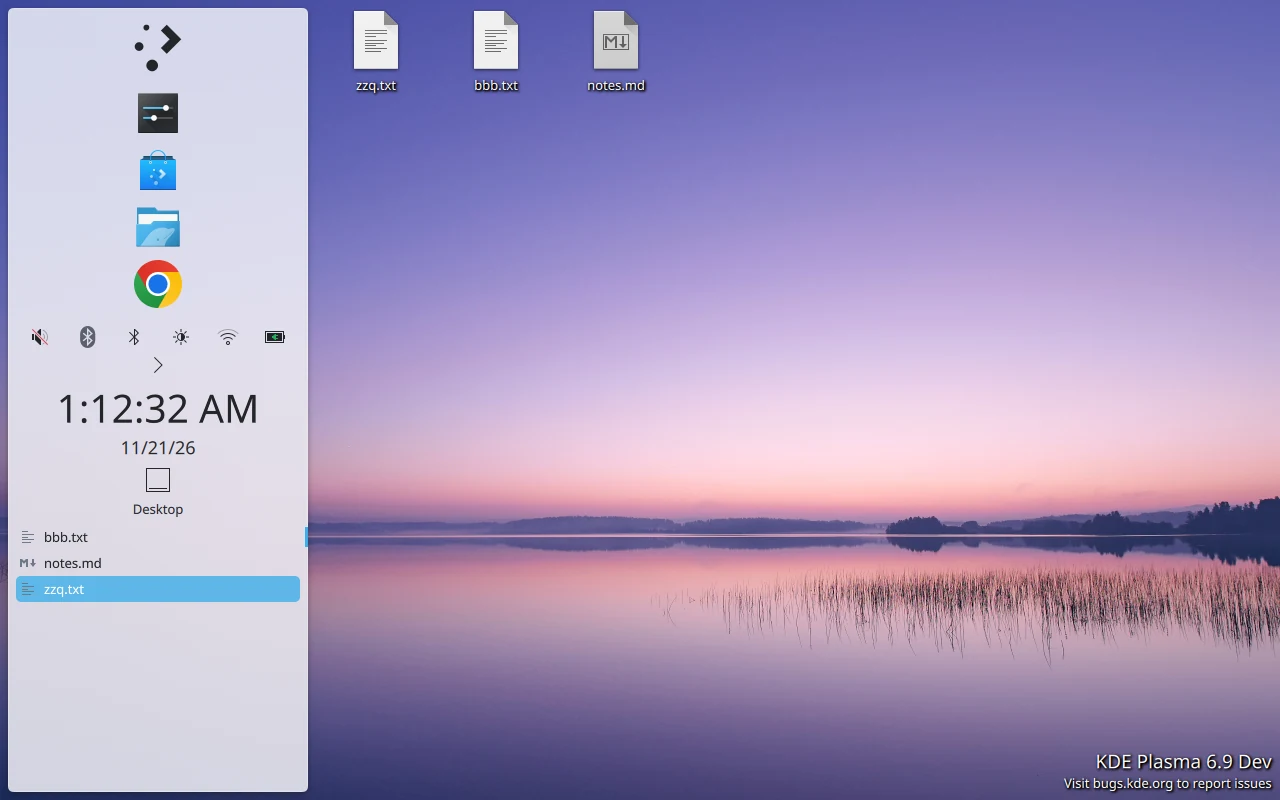 zzq.txt
bbb.txt
notes.md
1:12:32 AM
11/21/26
Desktop
bbb.txt
notes.md
zzq.txt
KDE Plasma 6.9 Dev
Visit bugs.kde.org to report issues